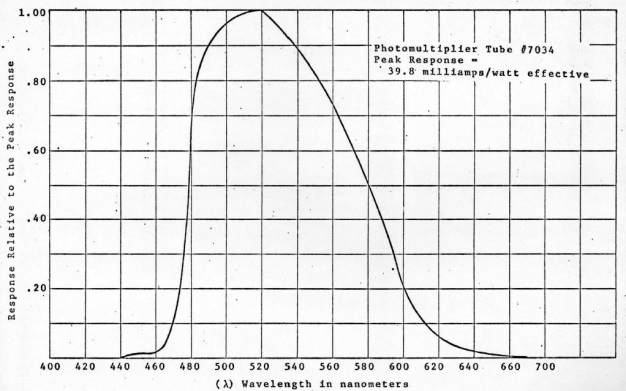 1.00
.80
.60
.40
.20
Response Relative to the Peak Response
Photomultiplier Tube #7034
Peak Response =
39.8 milliamps/watt effective
400 420 440 460 480 500 520 540 560 580 600 620 640 660 700
(λ) Wavelength in nanometers